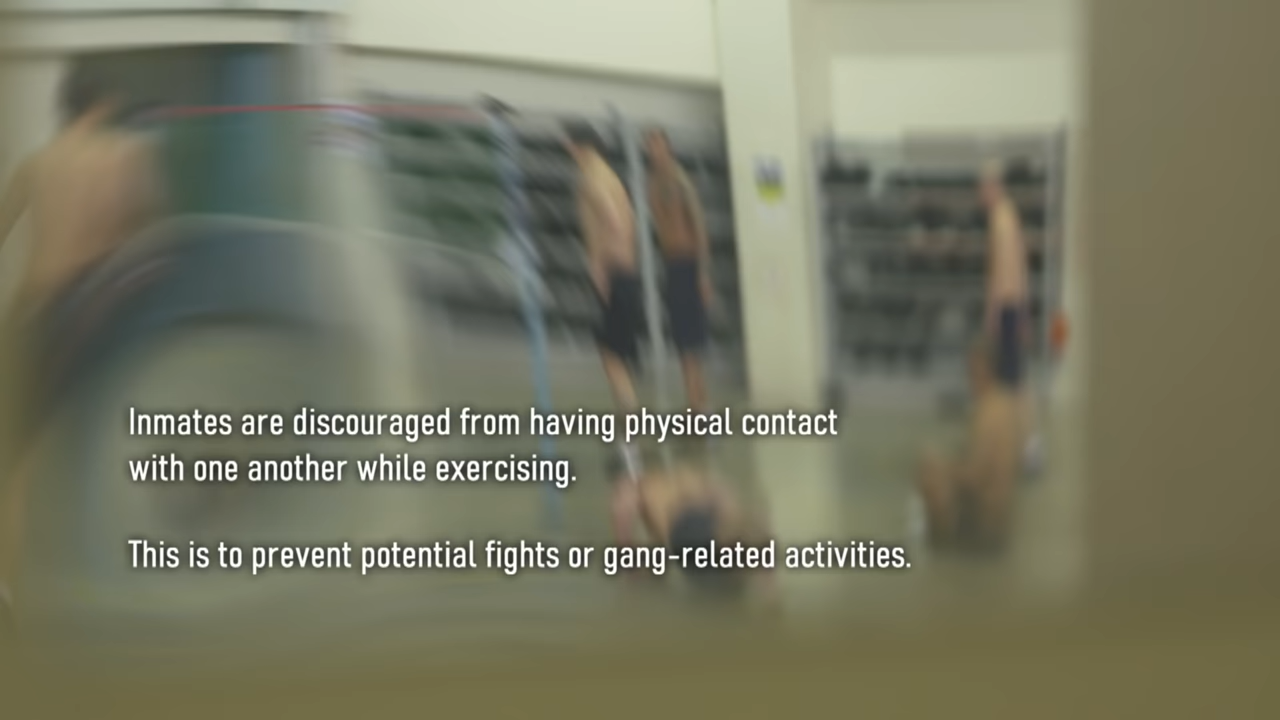 Inmates are discouraged from having physical contact
with one another while exercising.
This is to prevent potential fights or gang-related activities.